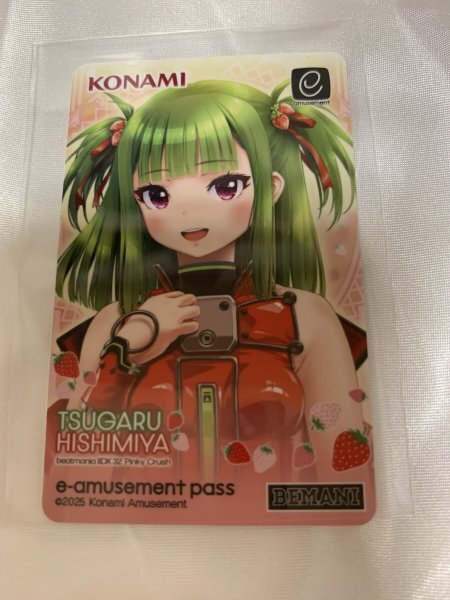 KONAMI
e
amusement
TSUGARU
HISHIMIYA
beatmania IIDX 32 Pinky Crush
e-amusement pass
©2025 Konami Amusement
BEMANI